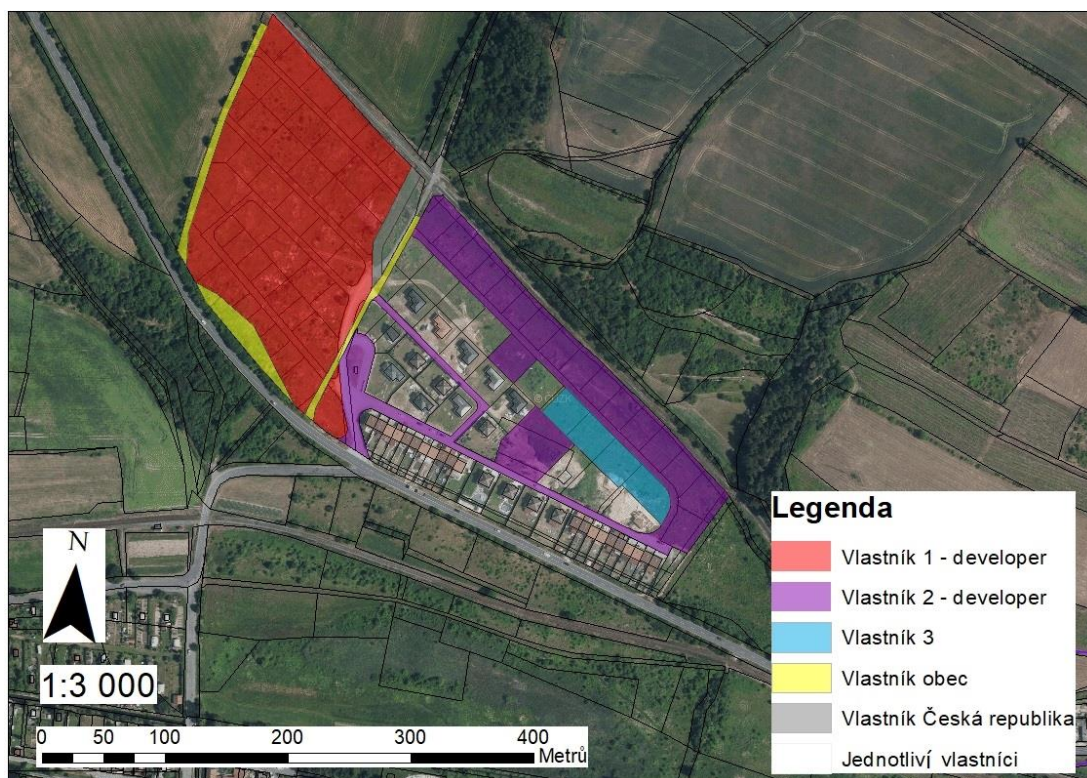 N
1:3 000
0 50 100 200 300 400
Metrů
Legenda
Vlastník 1 - developer
Vlastník 2 - developer
Vlastník 3
Vlastník obec
Vlastník Česká republika
Jednotliví vlastníci